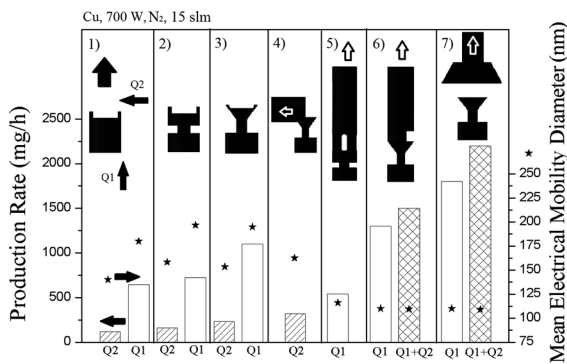 Cu, 700 W, N₂, 15 slm
1) 2) 3) 4) 5) 6) 7)
Q2
Q1
Production Rate (mg/h)
2500
2000
1500
1000
500
0
Mean Electrical Mobility Diameter (nm)
250
225
200
175
150
125
100
75
Q2 Q1 Q2 Q1 Q2 Q1 Q2 Q1 Q1 Q1+Q2 Q1 Q1+Q2